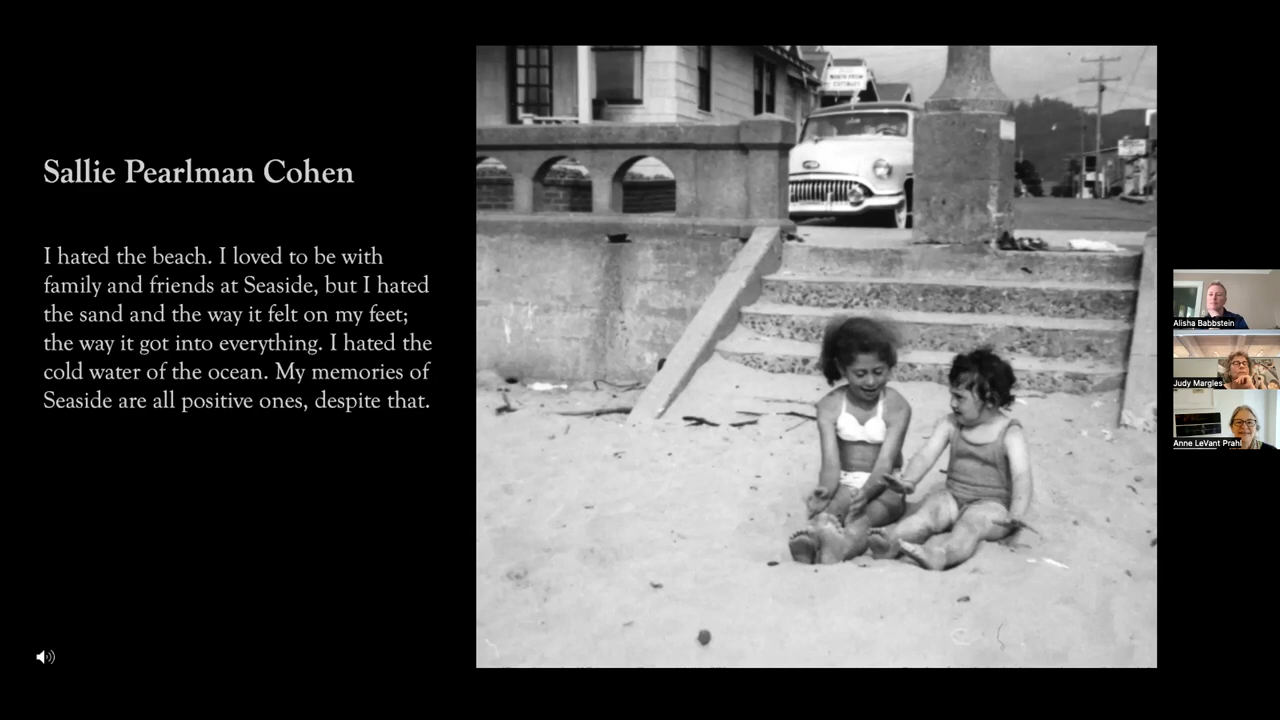 Sallie Pearlman Cohen
I hated the beach. I loved to be with
family and friends at Seaside, but I hated
the sand and the way it felt on my feet;
the way it got into everything. I hated the
cold water of the ocean. My memories of
Seaside are all positive ones, despite that.
Alisha Babbstein
Judy Margles
Anne LeVant Prahl